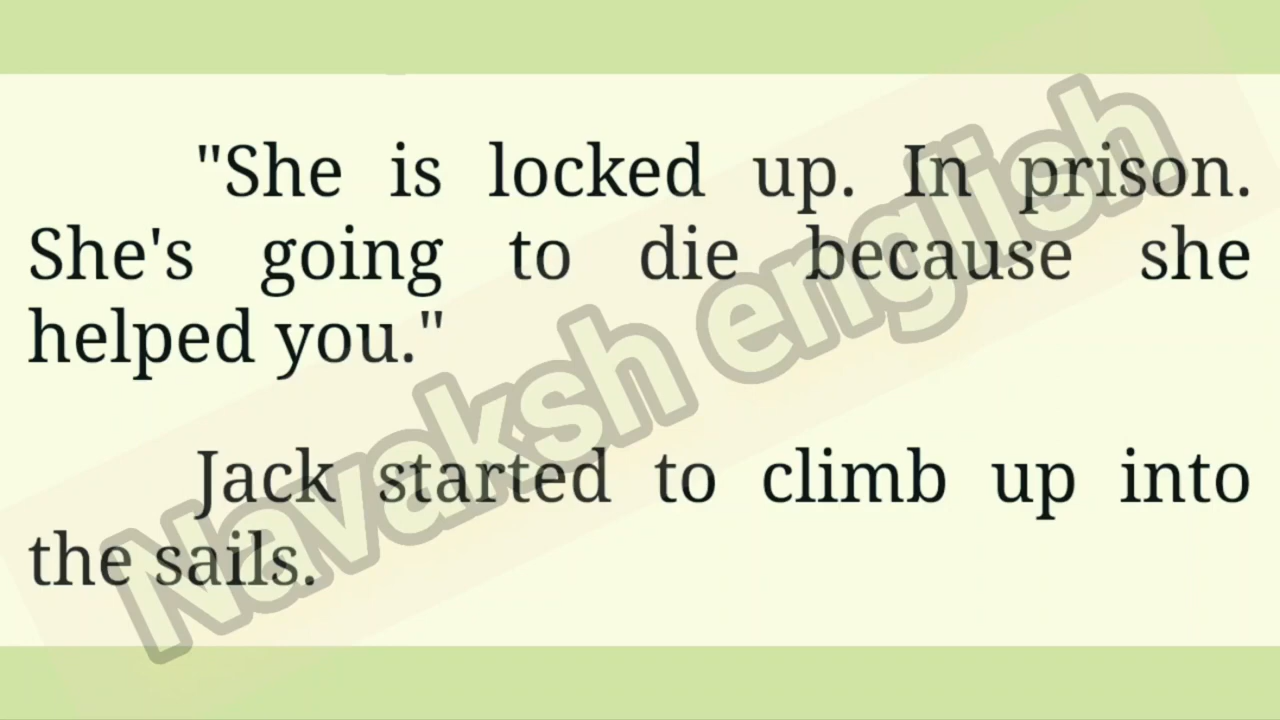 "She is locked up. In prison.
She's going to die because she
helped you."
Jack started to climb up into
the sails.
Navaksh english